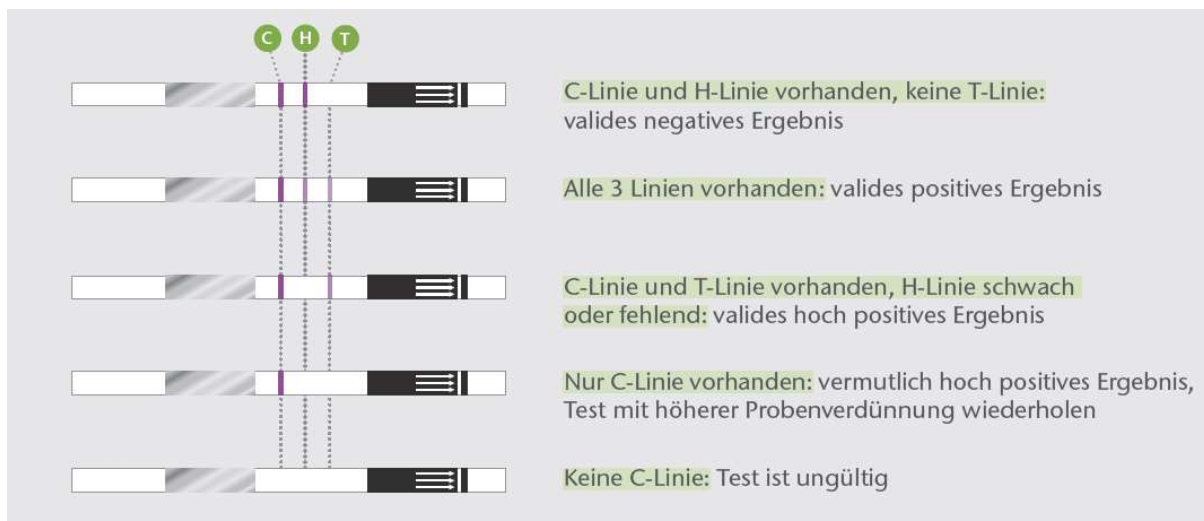 C H T
C-Linie und H-Linie vorhanden, keine T-Linie:
valides negatives Ergebnis
Alle 3 Linien vorhanden: valides positives Ergebnis
C-Linie und T-Linie vorhanden, H-Linie schwach
oder fehlend: valides hoch positives Ergebnis
Nur C-Linie vorhanden: vermutlich hoch positives Ergebnis,
Test mit höherer Probenverdünnung wiederholen
Keine C-Linie: Test ist ungültig